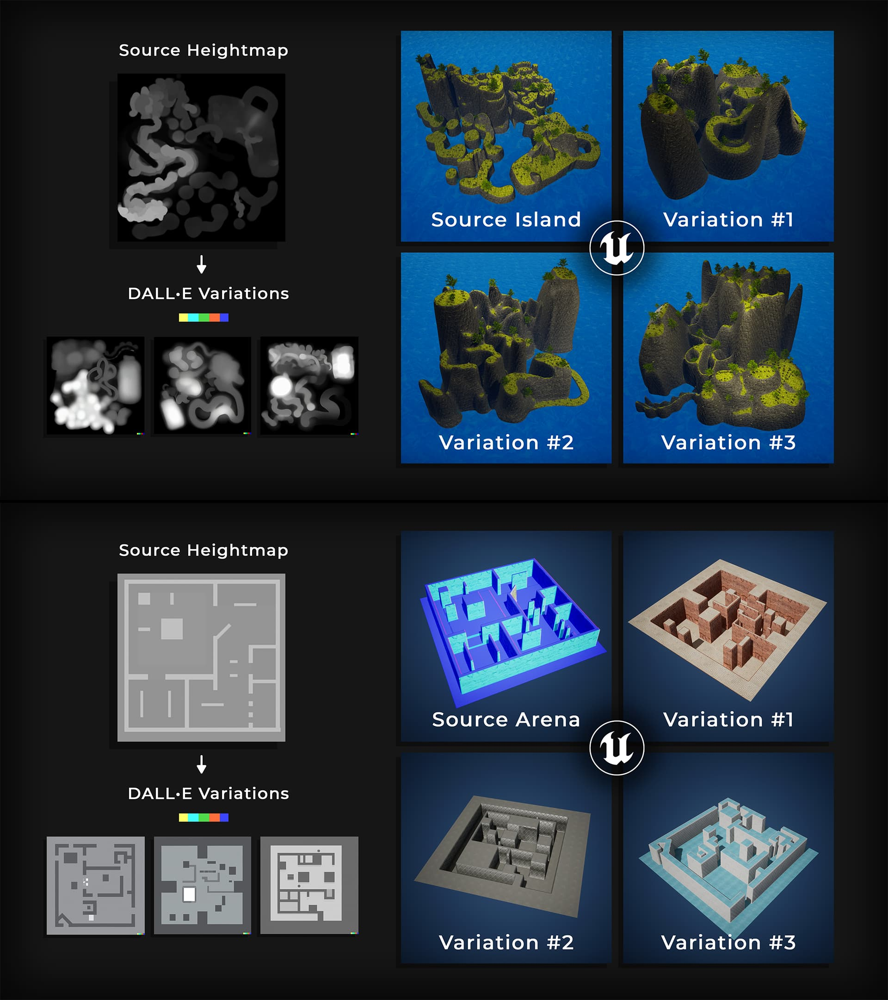 Source Heightmap
DALL•E Variations
Source Island
Variation #1
Variation #2
Variation #3
Source Heightmap
DALL•E Variations
Source Arena
Variation #1
Variation #2
Variation #3